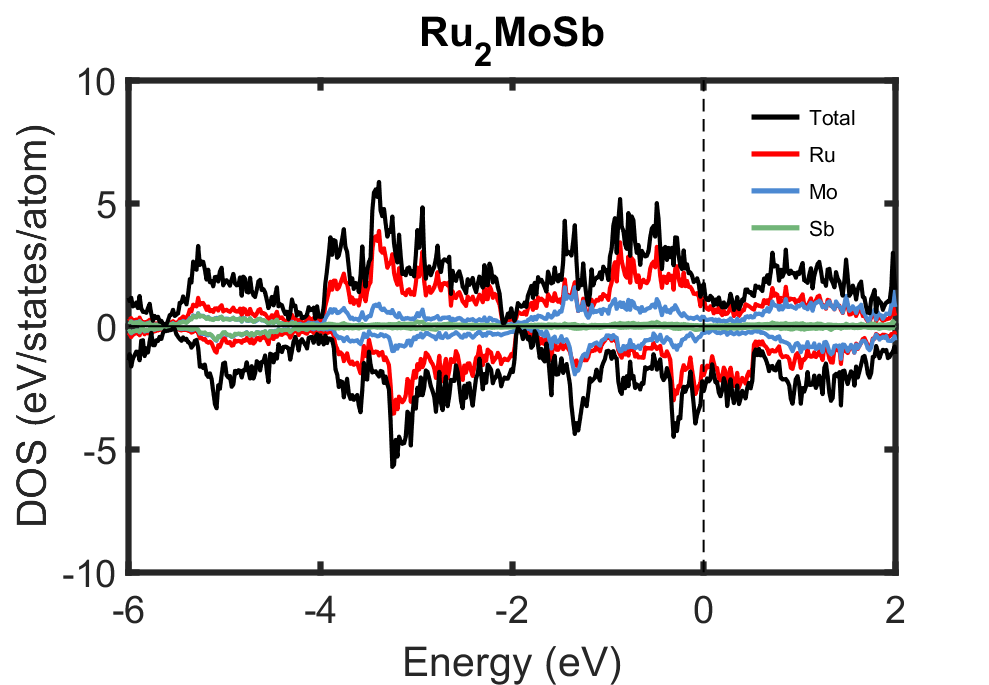 Ru2MoSb
10
5
0
-5
-10
DOS (eV/states/atom)
Total
Ru
Mo
Sb
-6
-4
-2
0
2
Energy (eV)